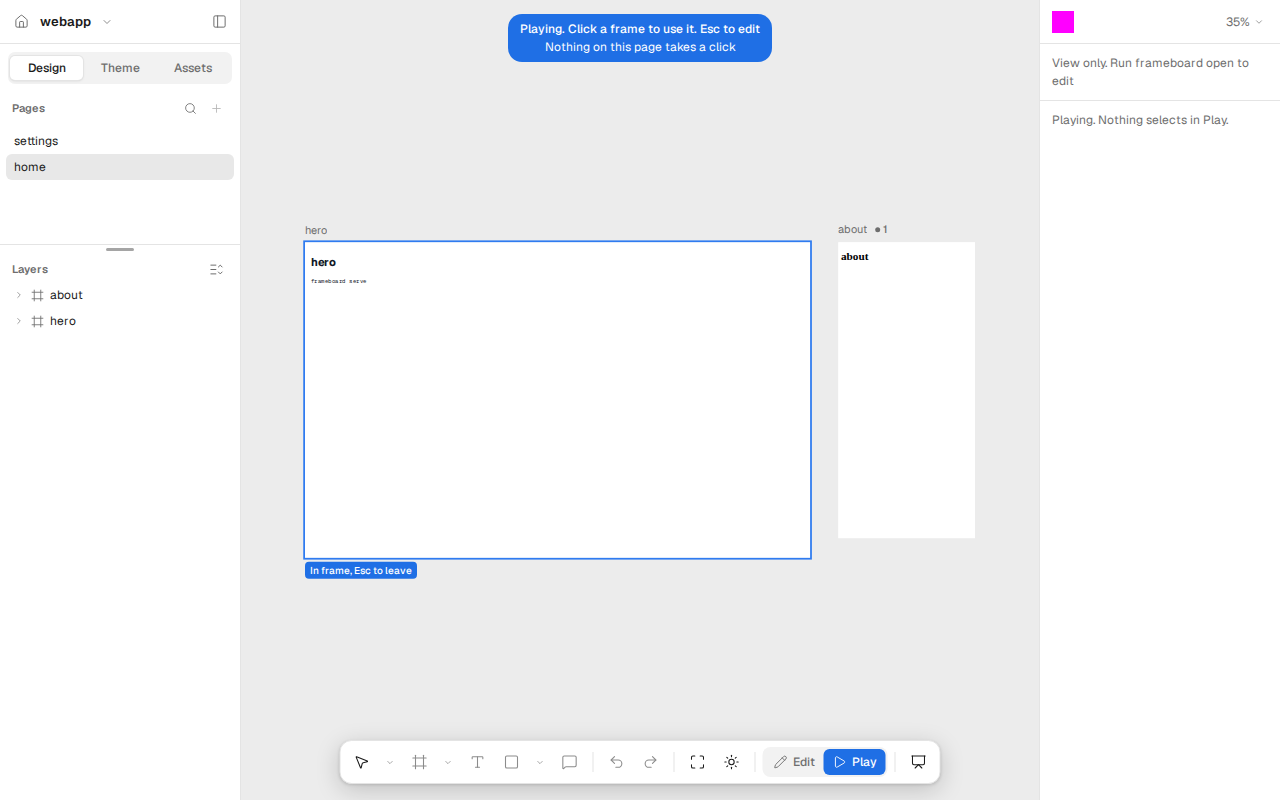 webapp
Design
Theme
Assets
Pages
settings
home
Layers
about
hero
Playing. Click a frame to use it. Esc to edit
Nothing on this page takes a click
hero
hero
frameboard serve
In frame, Esc to leave
about 1
about
Edit
Play
35%
View only. Run frameboard open to
edit
Playing. Nothing selects in Play.